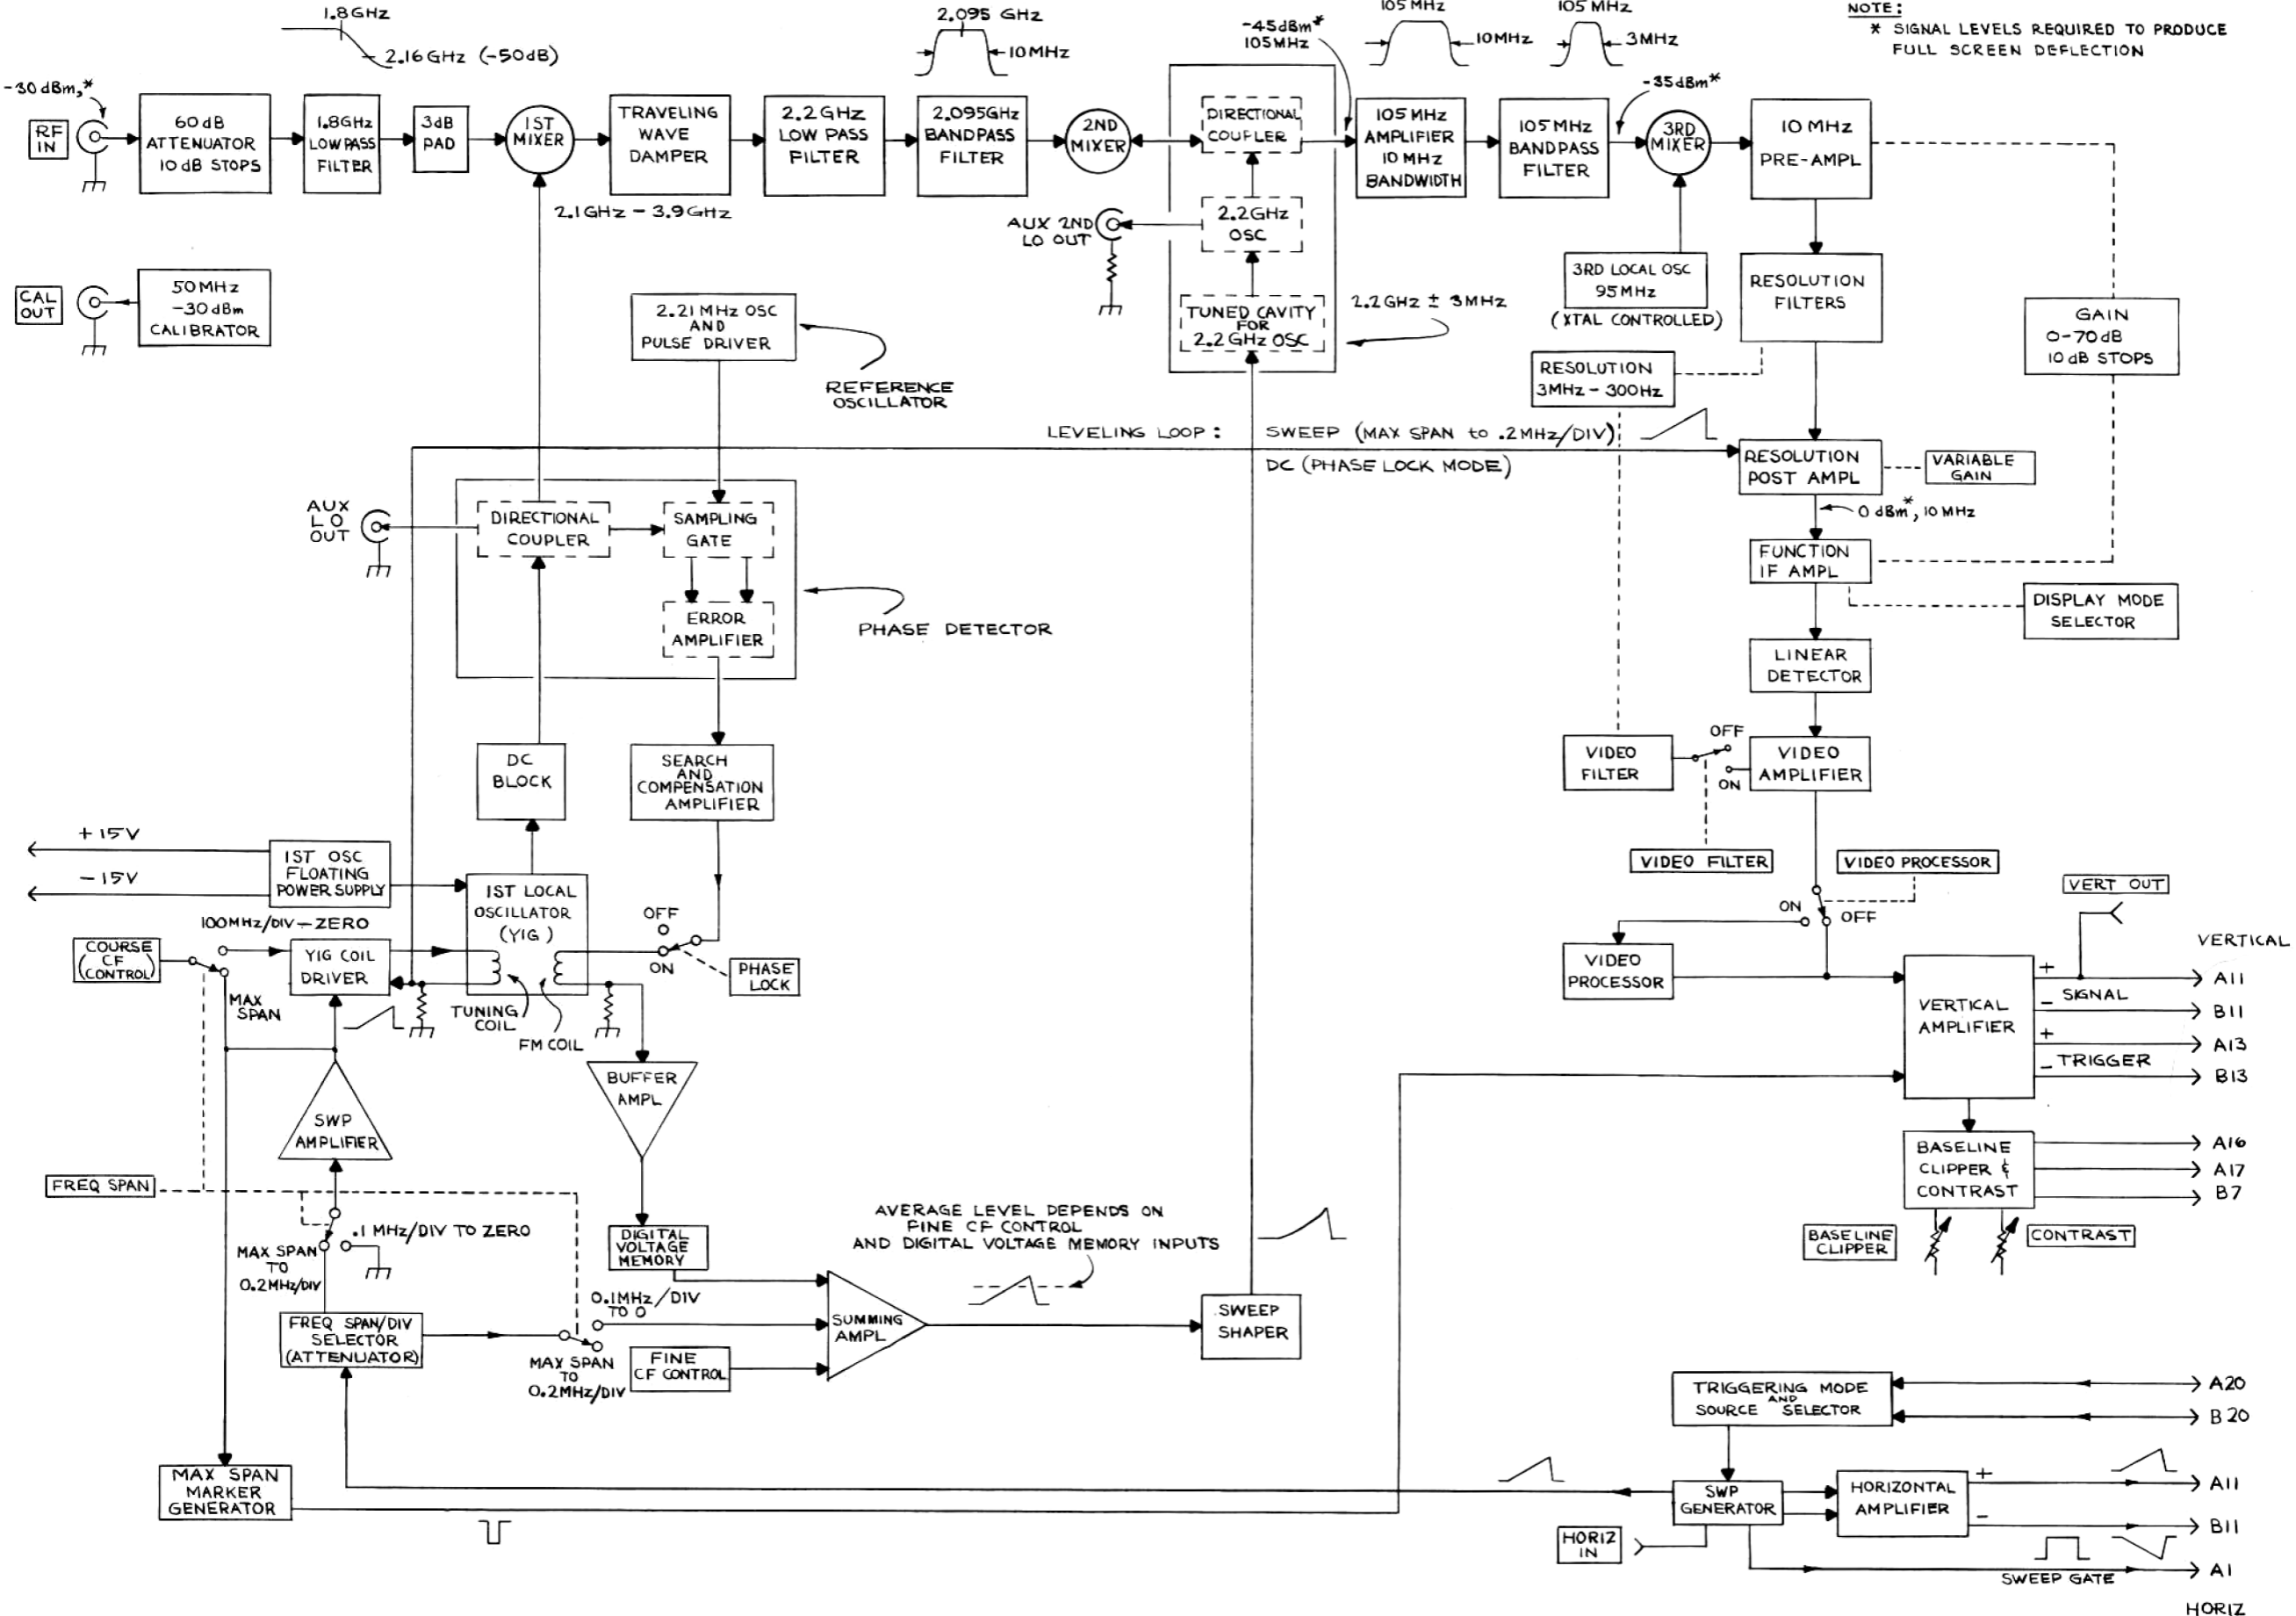 1.8 GHz
2.16 GHz (-50dB)
2.095 GHz
10MHz
-45dBm*
105MHz
105 MHz
10MHz
105 MHz
3MHz
NOTE:
* SIGNAL LEVELS REQUIRED TO PRODUCE
FULL SCREEN DEFLECTION
-30 dBm,*
-35dBm*
RF
IN
60dB
ATTENUATOR
10 dB STOPS
1.8GHz
LOW PASS
FILTER
3dB
PAD
1ST
MIXER
TRAVELING
WAVE
DAMPER
2.2GHz
LOW PASS
FILTER
2.095GHz
BANDPASS
FILTER
2ND
MIXER
DIRECTIONAL
COUPLER
105 MHz
AMPLIFIER
10 MHz
BANDWIDTH
105 MHz
BANDPASS
FILTER
3RD
MIXER
10 MHz
PRE-AMPL
2.1GHz - 3.9GHz
AUX 2ND
LO OUT
2.2GHz
OSC
TUNED CAVITY
FOR
2.2GHz OSC
2.2GHz ± 3MHz
3RD LOCAL OSC
95MHz
(XTAL CONTROLLED)
RESOLUTION
FILTERS
GAIN
0-70dB
10 dB STOPS
CAL
OUT
50MHz
-30dBm
CALIBRATOR
2.21 MHz OSC
AND
PULSE DRIVER
REFERENCE
OSCILLATOR
RESOLUTION
3MHz - 300Hz
LEVELING LOOP: SWEEP (MAX SPAN to .2MHz/DIV)
DC (PHASE LOCK MODE)
RESOLUTION
POST AMPL
VARIABLE
GAIN
0 dBm*, 10 MHz
AUX
LO
OUT
DIRECTIONAL
COUPLER
SAMPLING
GATE
ERROR
AMPLIFIER
PHASE DETECTOR
FUNCTION
IF AMPL
DISPLAY MODE
SELECTOR
LINEAR
DETECTOR
DC
BLOCK
SEARCH
AND
COMPENSATION
AMPLIFIER
VIDEO
FILTER
OFF
ON
VIDEO
AMPLIFIER
VIDEO FILTER
VIDEO PROCESSOR
+15V
-15V
1ST OSC
FLOATING
POWER SUPPLY
1ST LOCAL
OSCILLATOR
(YIG)
OFF
ON
PHASE
LOCK
100MHz/DIV - ZERO
COURSE
CF
(CONTROL)
MAX
SPAN
YIG COIL
DRIVER
TUNING
COIL
FM COIL
ON
OFF
VIDEO
PROCESSOR
VERT OUT
VERTICAL
VERTICAL
AMPLIFIER
+
A11
SIGNAL
-
B11
+
A13
TRIGGER
-
B13
BUFFER
AMPL
SWP
AMPLIFIER
BASELINE
CLIPPER &
CONTRAST
A16
A17
B7
BASELINE
CLIPPER
CONTRAST
FREQ SPAN
.1 MHz/DIV TO ZERO
MAX SPAN
TO
0.2MHz/DIV
DIGITAL
VOLTAGE
MEMORY
AVERAGE LEVEL DEPENDS ON
FINE CF CONTROL
AND DIGITAL VOLTAGE MEMORY INPUTS
FREQ SPAN/DIV
SELECTOR
(ATTENUATOR)
0.1MHz/DIV
TO 0
MAX SPAN
TO
0.2MHz/DIV
FINE
CF CONTROL
SUMMING
AMPL
SWEEP
SHAPER
TRIGGERING MODE
AND
SOURCE SELECTOR
A20
B20
MAX SPAN
MARKER
GENERATOR
SWP
GENERATOR
HORIZONTAL
AMPLIFIER
+
A11
-
B11
HORIZ
IN
SWEEP GATE
A1
HORIZ